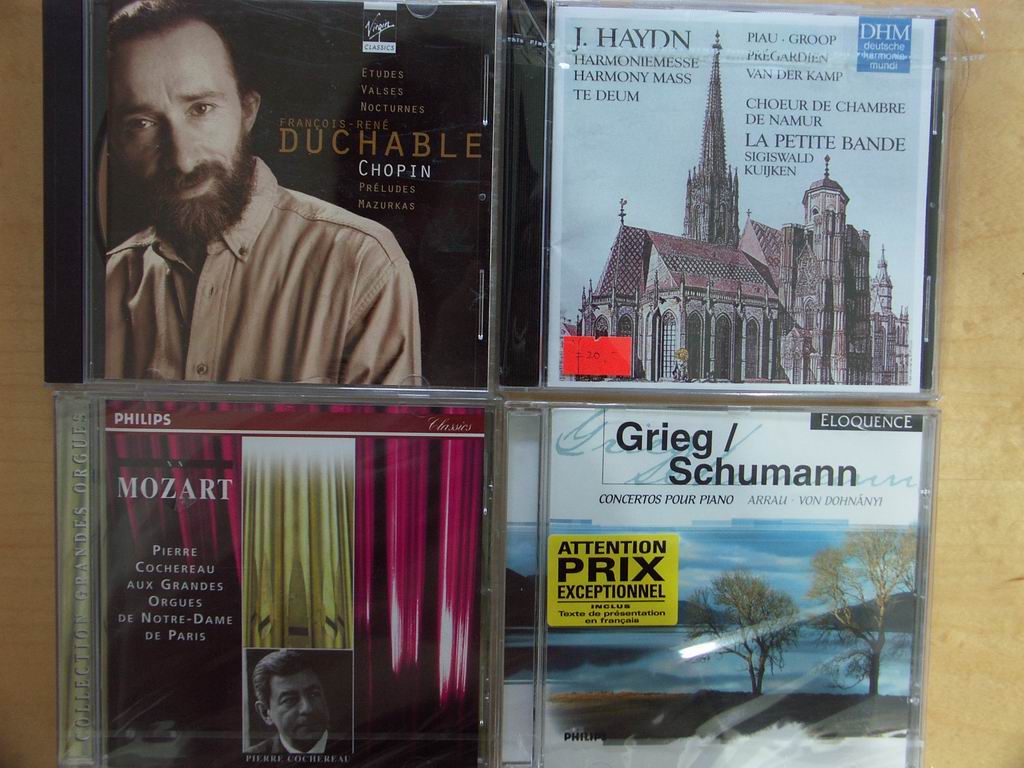 Virgin
CLASSICS
ETUDES
VALSES
NOCTURNES
FRANÇOIS-RENÉ
DUCHABLE
CHOPIN
PRÉLUDES
MAZURKAS
J. HAYDN
HARMONIEMESSE
HARMONY MASS
TE DEUM
PIAU · GROOP
PRÉGARDIEN
VAN DER KAMP
CHOEUR DE CHAMBRE
DE NAMUR
LA PETITE BANDE
SIGISWALD
KUIJKEN
DHM
deutsche
harmonia
mundi
=20,-
COLLECTION GRANDES ORGUES
PHILIPS
Classics
MOZART
PIERRE
COCHEREAU
AUX GRANDES
ORGUES
DE NOTRE-DAME
DE PARIS
PIERRE COCHEREAU
ELOQUENCE
Grieg /
Schumann
CONCERTOS POUR PIANO ARRAU · VON DOHNÁNYI
ATTENTION
PRIX
EXCEPTIONNEL
INCLUS
Texte de présentation
en français
PHILIPS